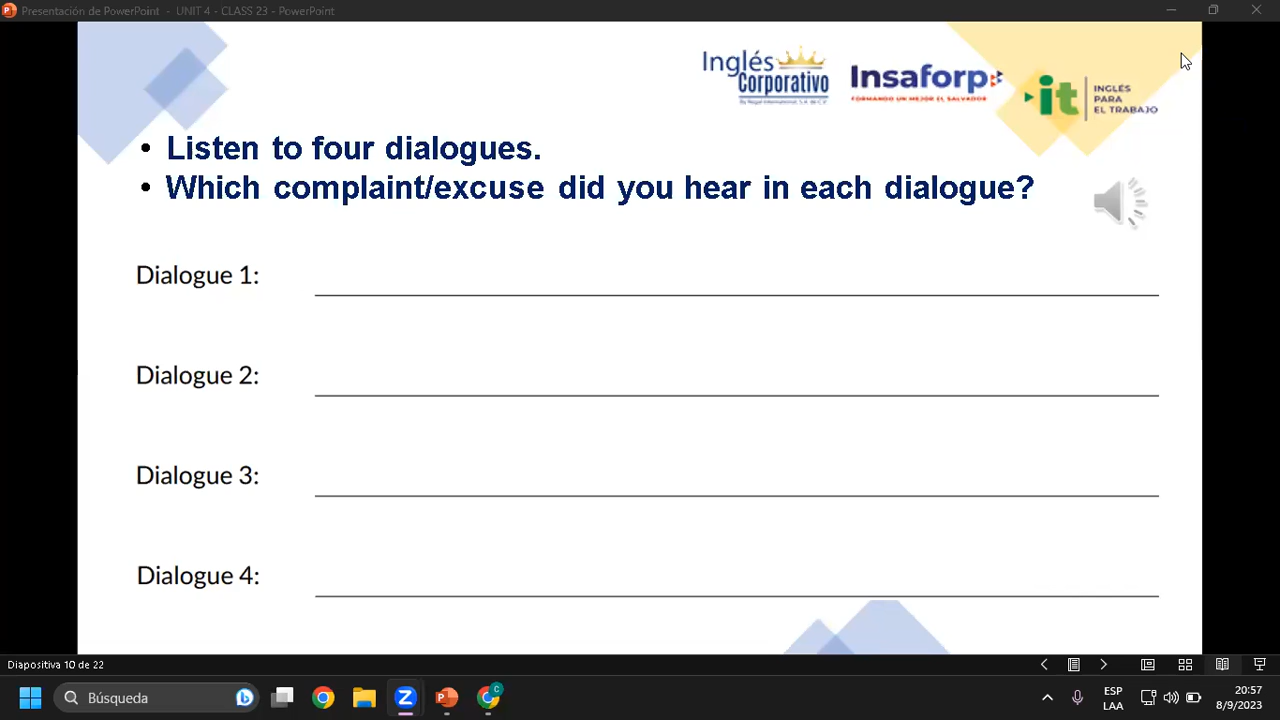 Presentación de PowerPoint - UNIT 4 - CLASS 23 - PowerPoint
Inglés
Corporativo
Insaforp
FORMANDO UN MEJOR EL SALVADOR
it
INGLÉS
PARA
EL TRABAJO
• Listen to four dialogues.
• Which complaint/excuse did you hear in each dialogue?
Dialogue 1:
Dialogue 2:
Dialogue 3:
Dialogue 4:
Diapositiva 10 de 22
Búsqueda
C
ESP
LAA
20:57
8/9/2023